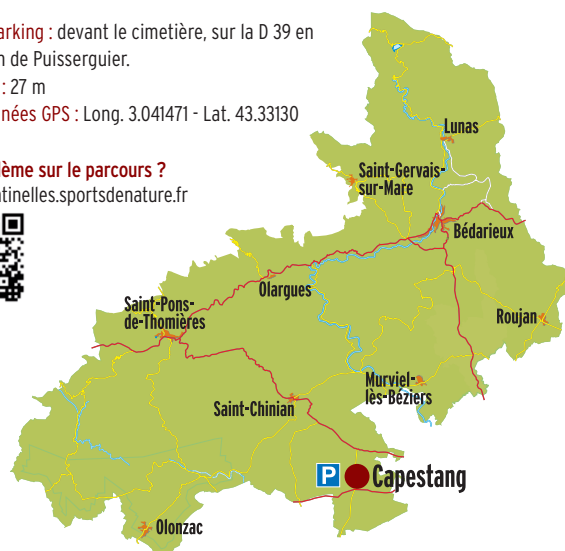 arking : devant le cimetière, sur la D 39 en
n de Puisserguier.
: 27 m
nées GPS : Long. 3.041471 - Lat. 43.33130
lème sur le parcours ?
tinelles.sportsdenature.fr
Lunas
Saint-Gervais-
sur-Mare
Bédarieux
Olargues
Saint-Pons-
de-Thomières
Roujan
Murviel-
lès-Béziers
Saint-Chinian
P Capestang
Olonzac